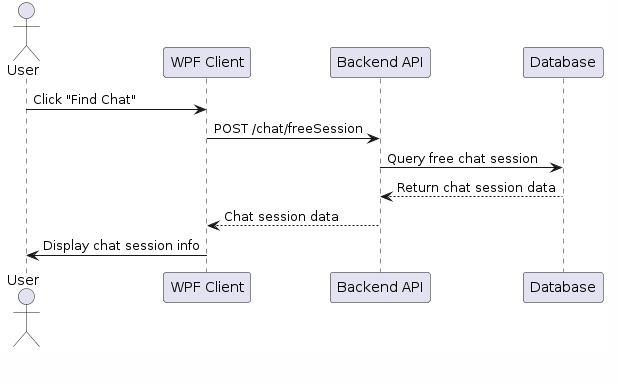 User
WPF Client
Backend API
Database
Click "Find Chat"
POST /chat/freeSession
Query free chat session
Return chat session data
Chat session data
Display chat session info
User
WPF Client
Backend API
Database